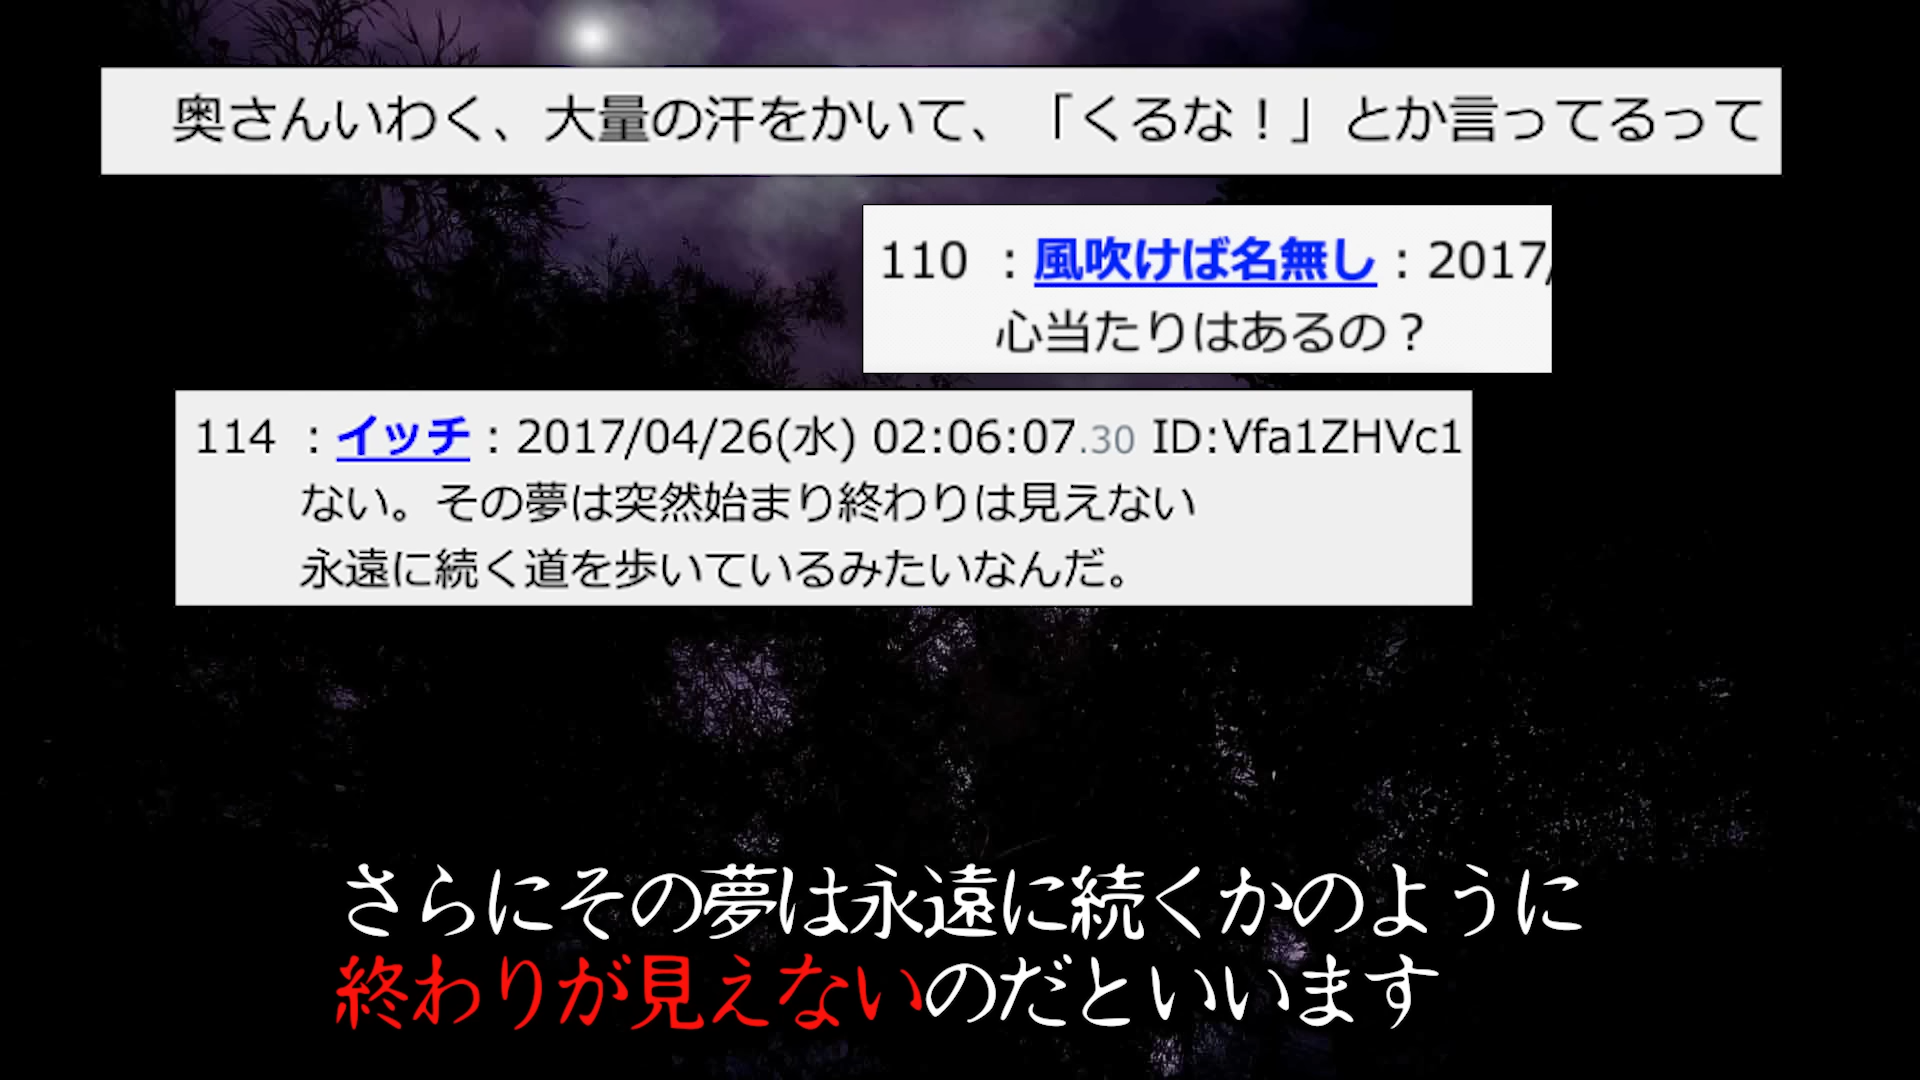 奥さんいわく、大量の汗をかいて、「くるな！」とか言ってるって
110 ：風吹けば名無し：2017/
心当たりはあるの？
114 ：イッチ：2017/04/26(水) 02:06:07.30 ID:Vfa1ZHVc1
ない。その夢は突然始まり終わりは見えない
永遠に続く道を歩いているみたいなんだ。
さらにその夢は永遠に続くかのように
終わりが見えないのだといいます